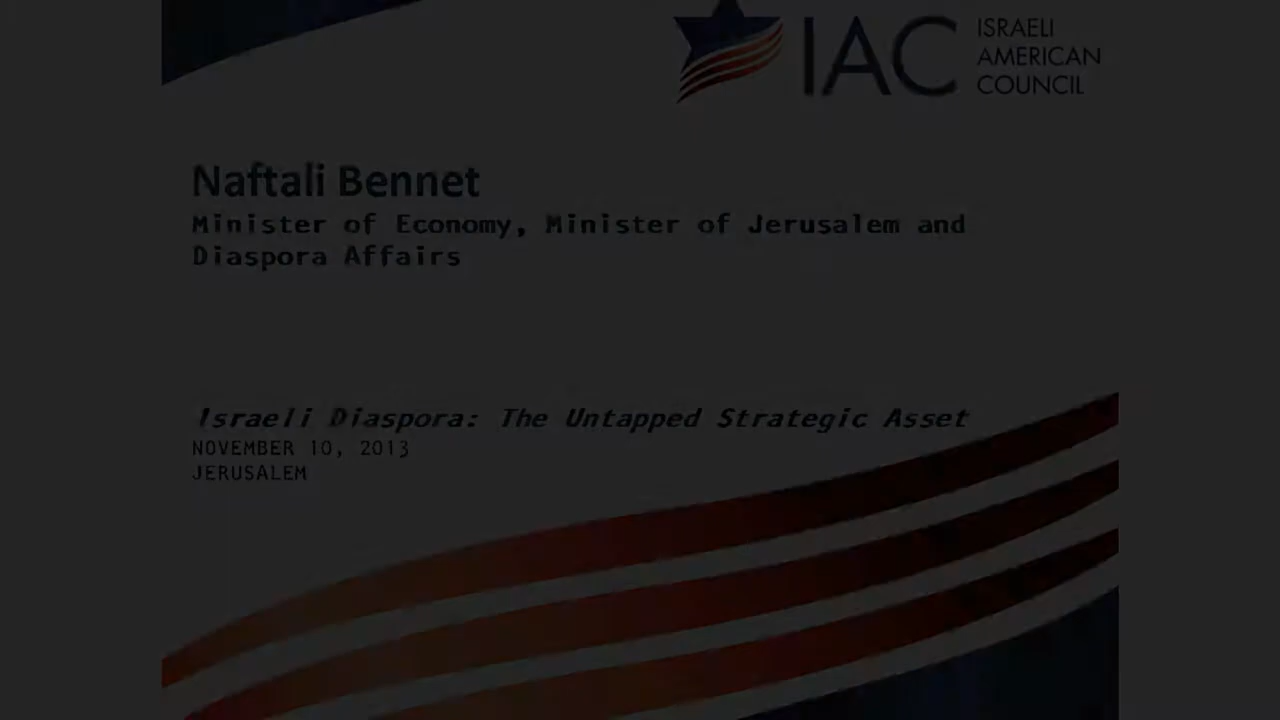 IAC
ISRAELI
AMERICAN
COUNCIL
Naftali Bennet
Minister of Economy, Minister of Jerusalem and
Diaspora Affairs
Israeli Diaspora: The Untapped Strategic Asset
NOVEMBER 10, 2013
JERUSALEM